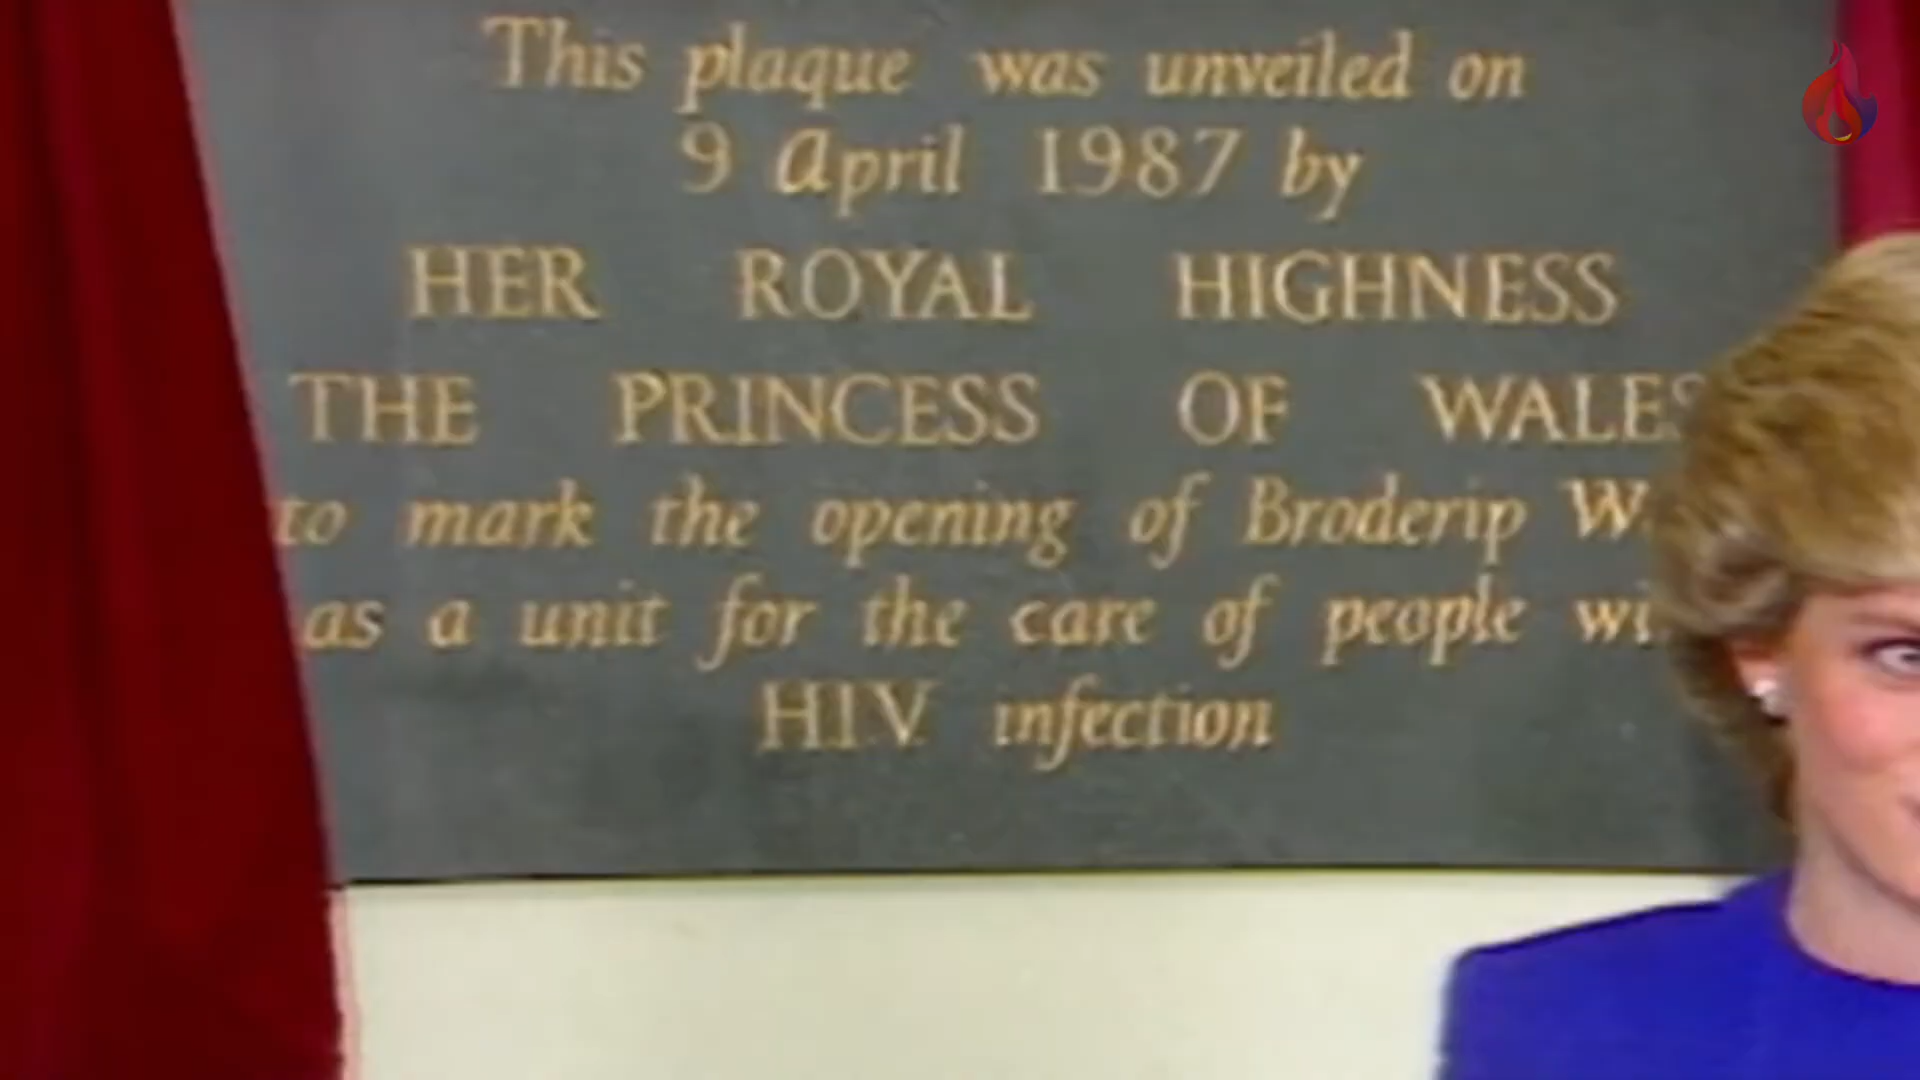 This plaque was unveiled on
9 April 1987 by
HER ROYAL HIGHNESS
THE PRINCESS OF WALES
to mark the opening of Broderip
as a unit for the care of people
HIV infection